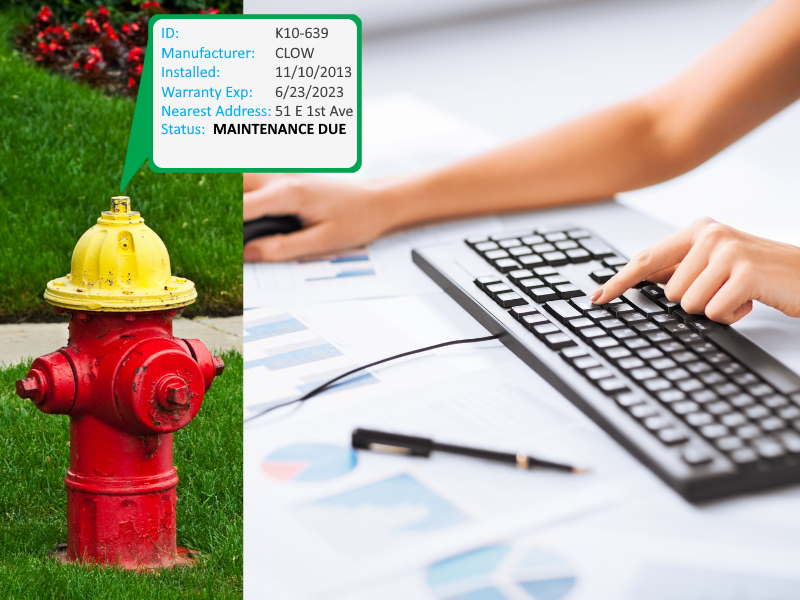 ID: K10-639
Manufacturer: CLOW
Installed: 11/10/2013
Warranty Exp: 6/23/2023
Nearest Address: 51 E 1st Ave
Status: MAINTENANCE DUE